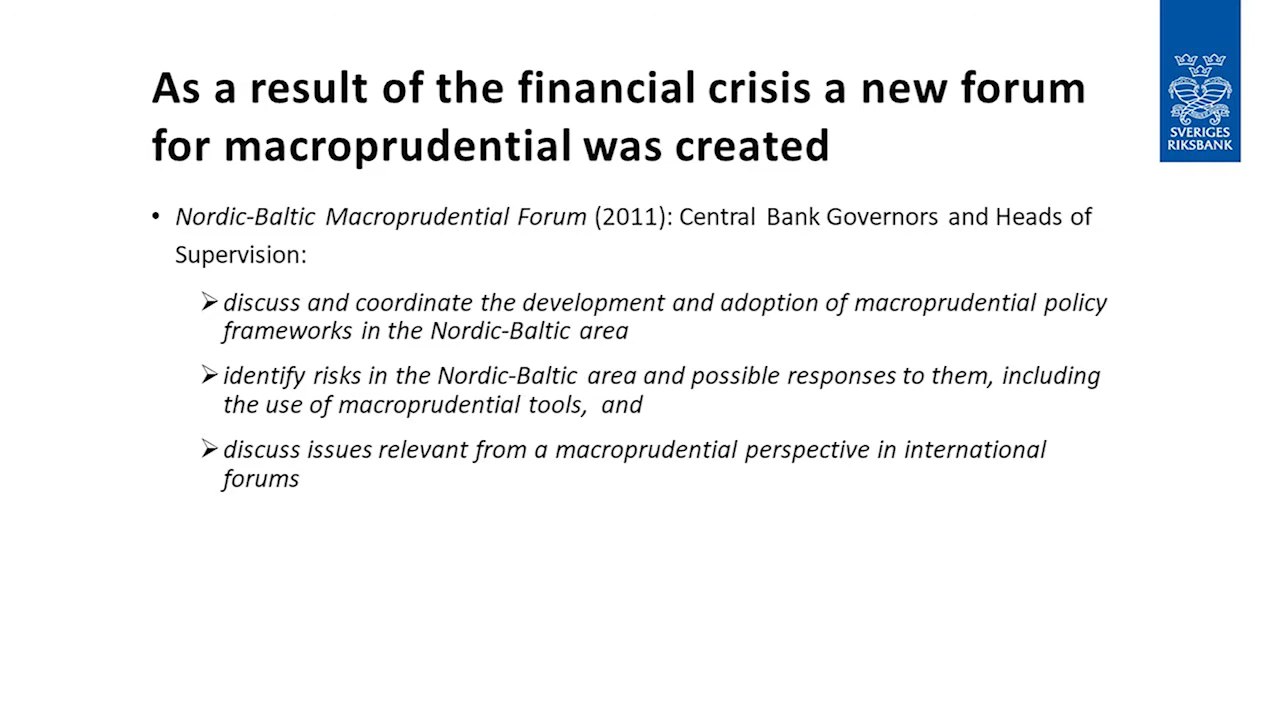 As a result of the financial crisis a new forum
for macroprudential was created
SVERIGES
RIKSBANK
• Nordic-Baltic Macroprudential Forum (2011): Central Bank Governors and Heads of
Supervision:
➢ discuss and coordinate the development and adoption of macroprudential policy
frameworks in the Nordic-Baltic area
➢ identify risks in the Nordic-Baltic area and possible responses to them, including
the use of macroprudential tools, and
➢ discuss issues relevant from a macroprudential perspective in international
forums